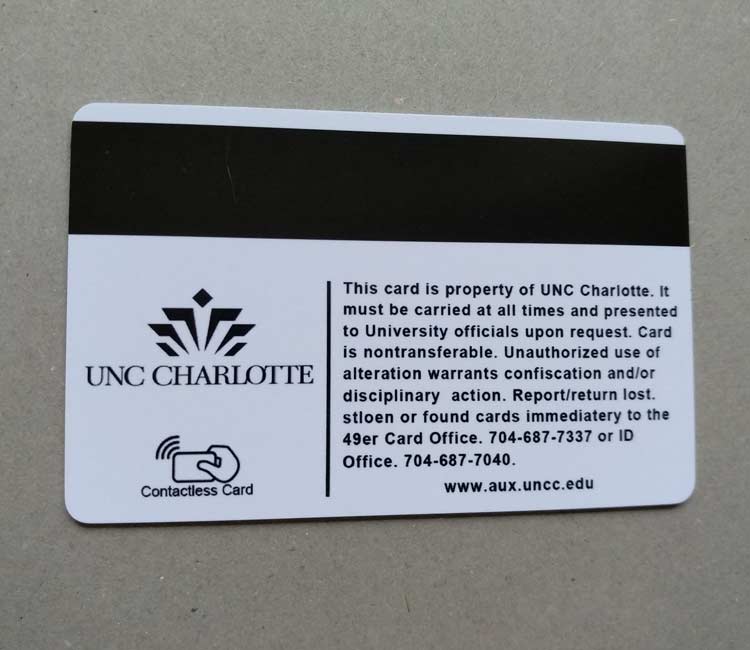 UNC CHARLOTTE
Contactless Card
This card is property of UNC Charlotte. It
must be carried at all times and presented
to University officials upon request. Card
is nontransferable. Unauthorized use of
alteration warrants confiscation and/or
disciplinary action. Report/return lost.
stloen or found cards immediatery to the
49er Card Office. 704-687-7337 or ID
Office. 704-687-7040.
www.aux.uncc.edu